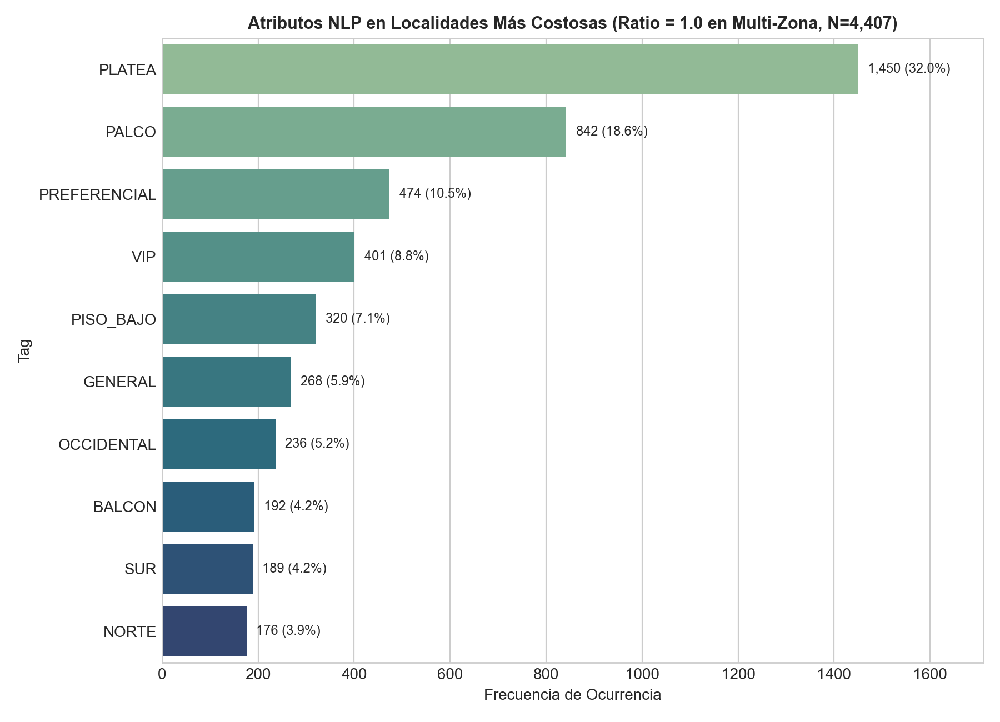 Atributos NLP en Localidades Más Costosas (Ratio = 1.0 en Multi-Zona, N=4,407)
PLATEA 1,450 (32.0%)
PALCO 842 (18.6%)
PREFERENCIAL 474 (10.5%)
VIP 401 (8.8%)
PISO_BAJO 320 (7.1%)
GENERAL 268 (5.9%)
OCCIDENTAL 236 (5.2%)
BALCON 192 (4.2%)
SUR 189 (4.2%)
NORTE 176 (3.9%)
Tag
0 200 400 600 800 1000 1200 1400 1600
Frecuencia de Ocurrencia